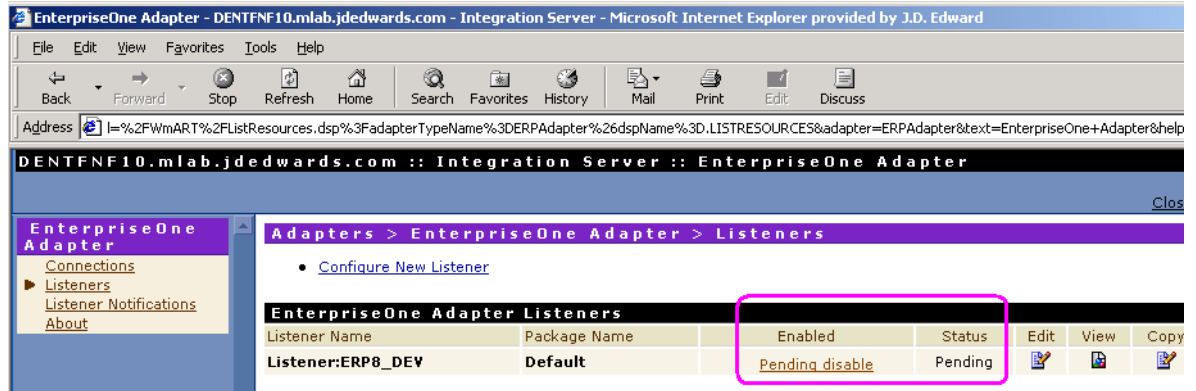 EnterpriseOne Adapter - DENTFNF10.mlab.jdedwards.com - Integration Server - Microsoft Internet Explorer provided by J.D. Edward
File Edit View Favorites Tools Help
Back Forward Stop Refresh Home Search Favorites History Mail Print Edit Discuss
Address l=%2FWmART%2FListResources.dsp%3FadapterTypeName%3DERPAdapter%26dspName%3D.LISTRESOURCES&adapter=ERPAdapter&text=EnterpriseOne+Adapter&help
DENTFNF10.mlab.jdedwards.com :: Integration Server :: EnterpriseOne Adapter
Clos
EnterpriseOne Adapter
Connections
Listeners
Listener Notifications
About
Adapters > EnterpriseOne Adapter > Listeners
Configure New Listener
EnterpriseOne Adapter Listeners
Listener Name Package Name Enabled Status Edit View Copy
Listener:ERP8_DEV Default Pending disable Pending